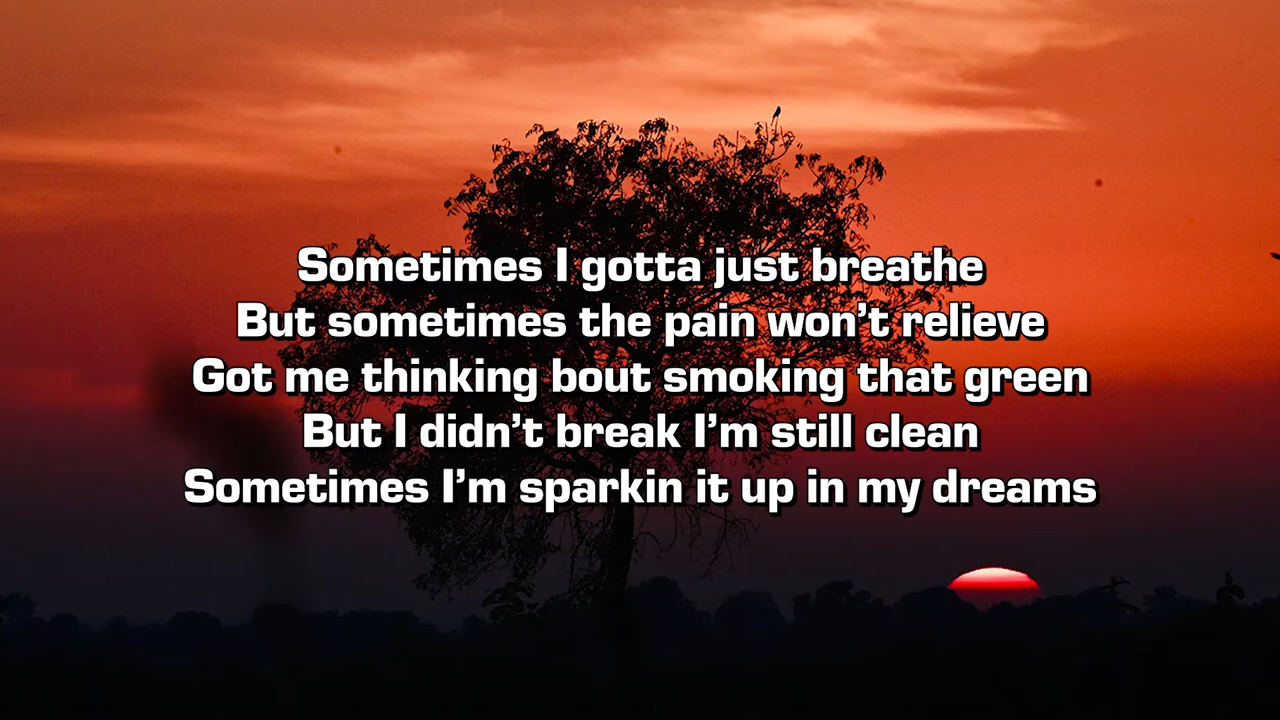 Sometimes I gotta just breathe
But sometimes the pain won’t relieve
Got me thinking bout smoking that green
But I didn’t break I’m still clean
Sometimes I’m sparkin it up in my dreams